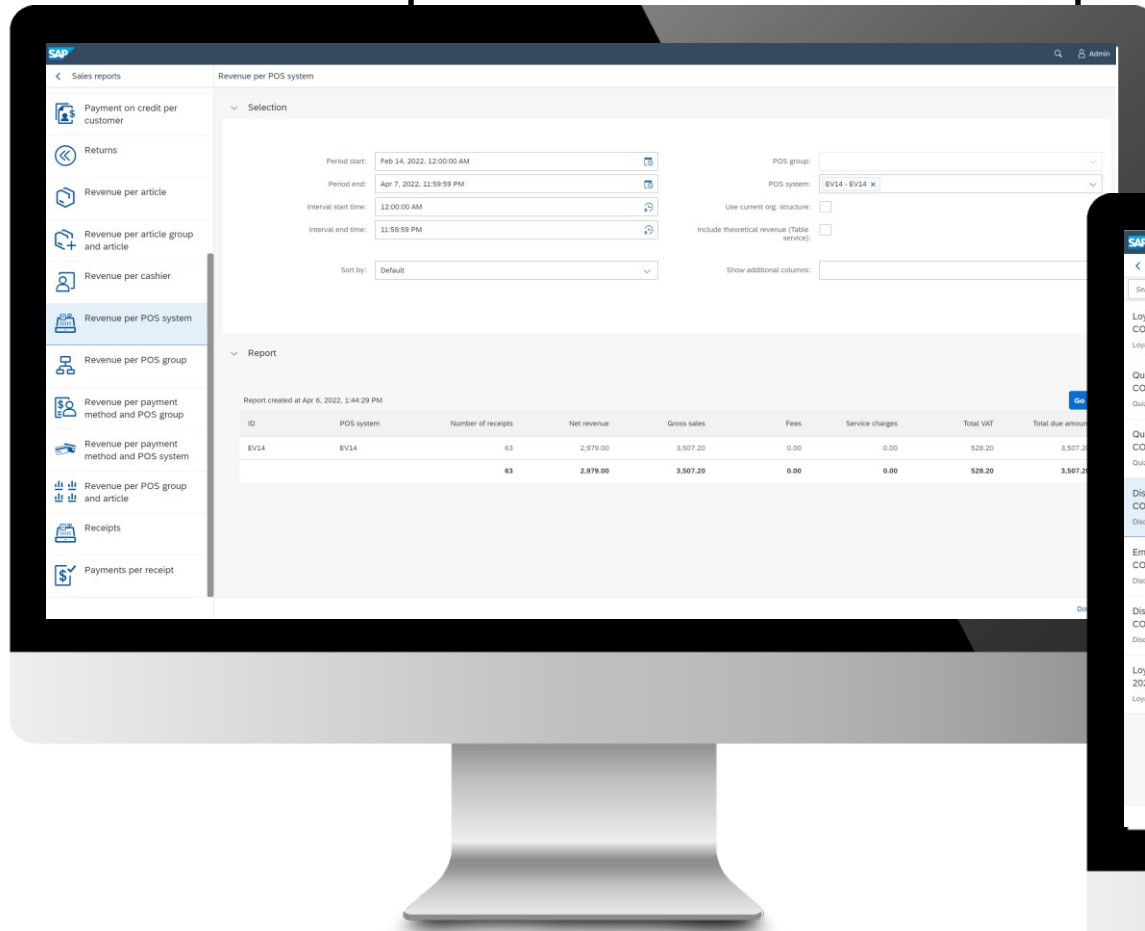 SAP
Admin
Sales reports
Revenue per POS system
Payment on credit per
customer
Returns
Revenue per article
Revenue per article group
and article
Revenue per cashier
Revenue per POS system
Revenue per POS group
Revenue per payment
method and POS group
Revenue per payment
method and POS system
Revenue per POS group
and article
Receipts
Payments per receipt
Selection
Period start: Feb 14, 2022, 12:00:00 AM
POS group:
Period end: Apr 7, 2022, 11:59:59 PM
POS system: EV14 - EV14
Interval start time: 12:00:00 AM
Use current org. structure:
Interval end time: 11:59:59 PM
Include theoretical revenue (Table
service):
Sort by: Default
Show additional columns:
Report
Report created at Apr 6, 2022, 1:44:29 PM
Go
ID POS system Number of receipts Net revenue Gross sales Fees Service charges Total VAT Total due amount
EV14 EV14 63 2,979.00 3,507.20 0.00 0.00 528.20 3,507.20
63 2,979.00 3,507.20 0.00 0.00 528.20 3,507.20
SAP